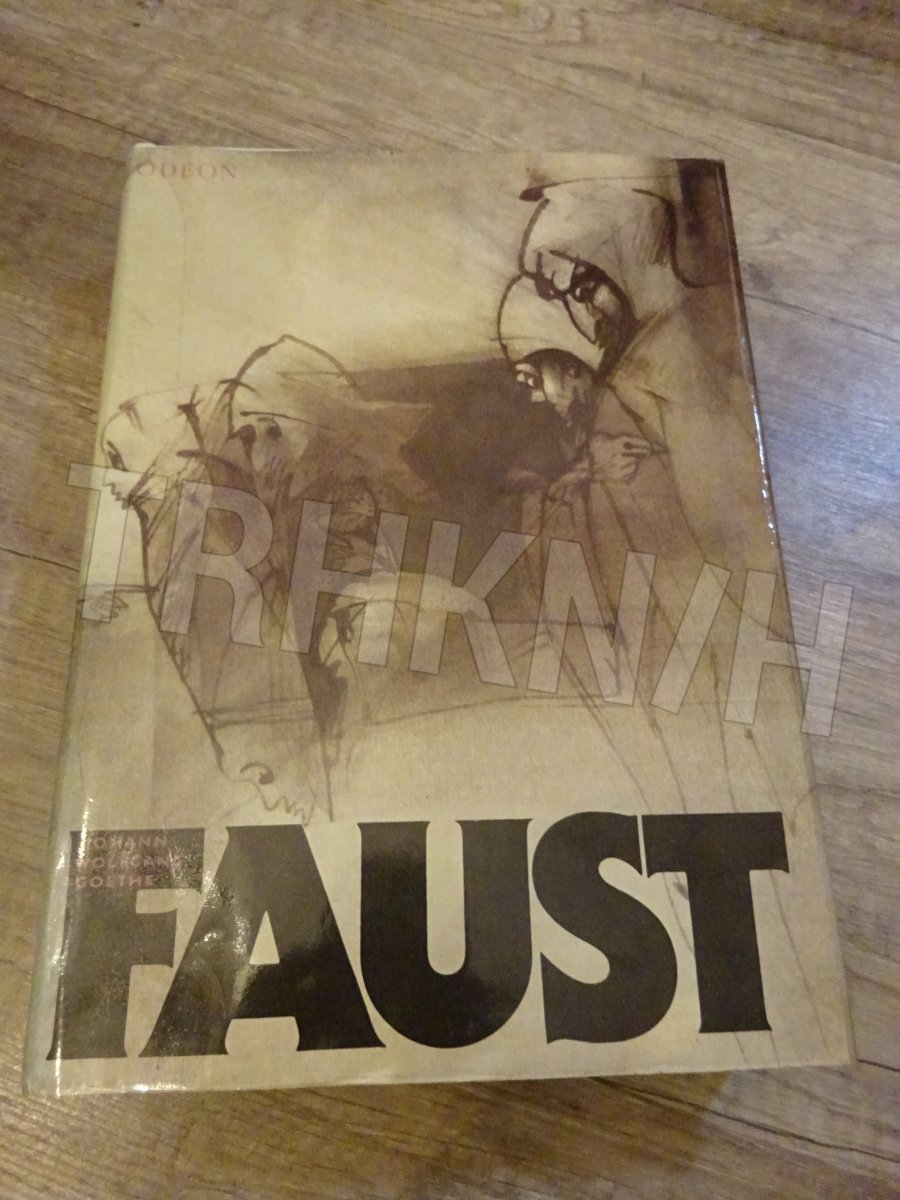 ODEON
TRHKNIH
JOHANN
WOLFGANG
GOETHE
FAUST